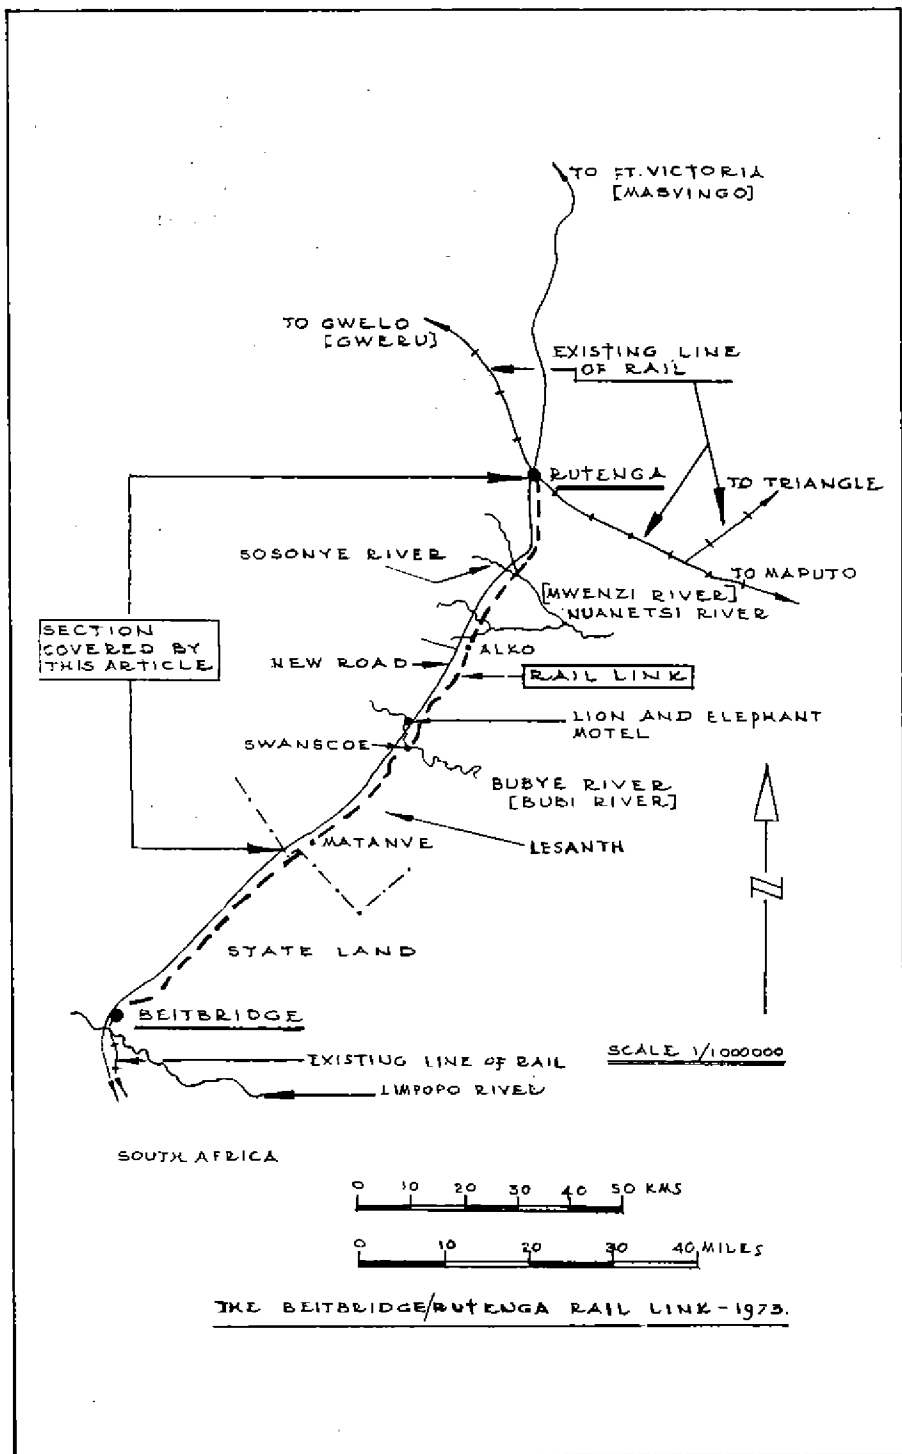 TO FT. VICTORIA
[MASVINGO]
TO GWELO
[GWERU]
EXISTING LINE
OF RAIL
RUTENGA
TO TRIANGLE
SOSONYE RIVER
TO MAPUTO
[MWENZI RIVER]
NUANETSI RIVER
SECTION
COVERED BY
THIS ARTICLE
ALKO
NEW ROAD
RAIL LINK
LION AND ELEPHANT
MOTEL
SWANSCOE
BUBYE RIVER
[BUBI RIVER]
MATANVE
LESANTH
N
STATE LAND
BEITBRIDGE
EXISTING LINE OF RAIL
SCALE 1/1000000
LIMPOPO RIVER
SOUTH AFRICA
0 10 20 30 40 50 KMS
0 10 20 30 40 MILES
THE BEITBRIDGE/RUTENGA RAIL LINK - 1973.